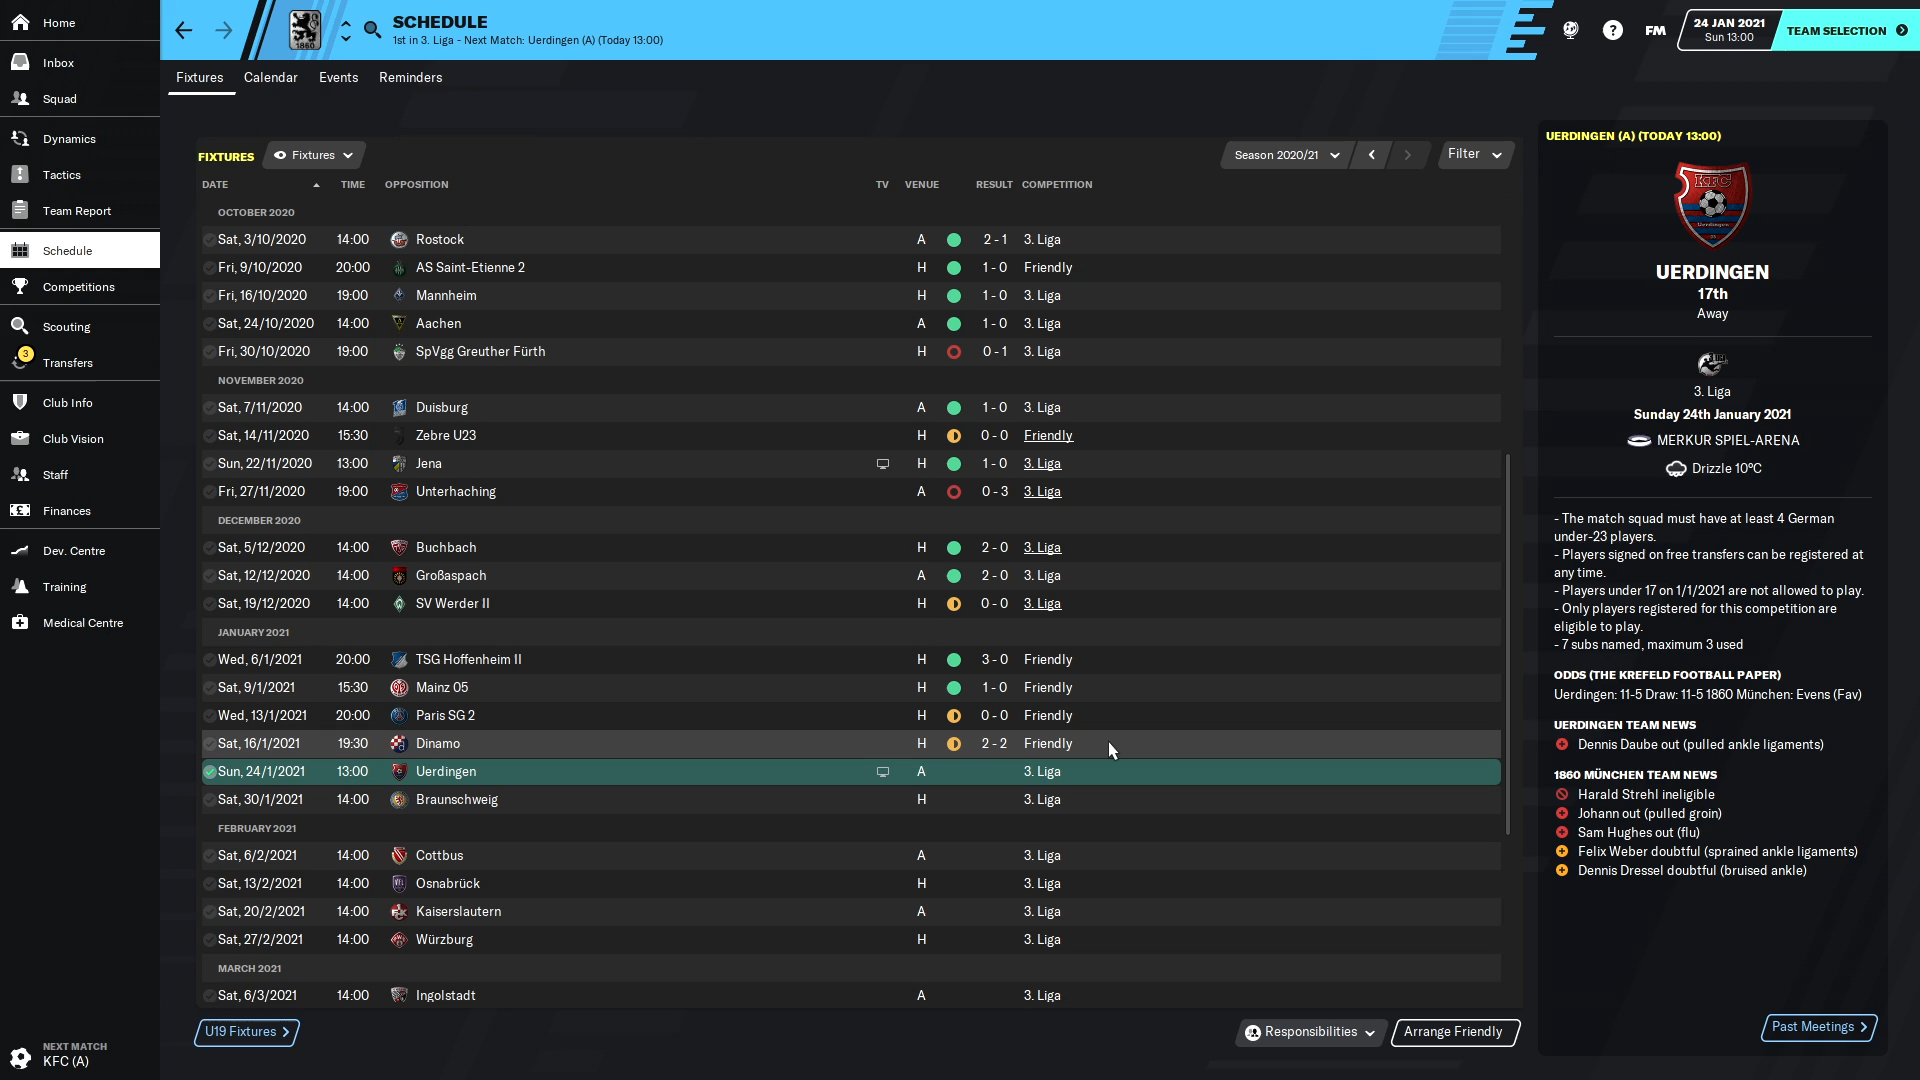 Home
Inbox
Squad
Dynamics
Tactics
Team Report
Schedule
Competitions
Scouting
3
Transfers
Club Info
Club Vision
Staff
Finances
Dev. Centre
Training
Medical Centre
NEXT MATCH
KFC (A)
1860
SCHEDULE
1st in 3. Liga - Next Match: Uerdingen (A) (Today 13:00)
FM
24 JAN 2021
Sun 13:00
TEAM SELECTION
Fixtures Calendar Events Reminders
FIXTURES Fixtures Season 2020/21 Filter
DATE TIME OPPOSITION TV VENUE RESULT COMPETITION
OCTOBER 2020
Sat, 3/10/2020 14:00 Rostock A 2 - 1 3. Liga
Fri, 9/10/2020 20:00 AS Saint-Etienne 2 H 1 - 0 Friendly
Fri, 16/10/2020 19:00 Mannheim H 1 - 0 3. Liga
Sat, 24/10/2020 14:00 Aachen A 1 - 0 3. Liga
Fri, 30/10/2020 19:00 SpVgg Greuther Fürth H 0 - 1 3. Liga
NOVEMBER 2020
Sat, 7/11/2020 14:00 Duisburg A 1 - 0 3. Liga
Sat, 14/11/2020 15:30 Zebre U23 H 0 - 0 Friendly
Sun, 22/11/2020 13:00 Jena H 1 - 0 3. Liga
Fri, 27/11/2020 19:00 Unterhaching A 0 - 3 3. Liga
DECEMBER 2020
Sat, 5/12/2020 14:00 Buchbach H 2 - 0 3. Liga
Sat, 12/12/2020 14:00 Großaspach A 2 - 0 3. Liga
Sat, 19/12/2020 14:00 SV Werder II H 0 - 0 3. Liga
JANUARY 2021
Wed, 6/1/2021 20:00 TSG Hoffenheim II H 3 - 0 Friendly
Sat, 9/1/2021 15:30 Mainz 05 H 1 - 0 Friendly
Wed, 13/1/2021 20:00 Paris SG 2 H 0 - 0 Friendly
Sat, 16/1/2021 19:30 Dinamo H 2 - 2 Friendly
Sun, 24/1/2021 13:00 Uerdingen A 3. Liga
Sat, 30/1/2021 14:00 Braunschweig H 3. Liga
FEBRUARY 2021
Sat, 6/2/2021 14:00 Cottbus A 3. Liga
Sat, 13/2/2021 14:00 Osnabrück H 3. Liga
Sat, 20/2/2021 14:00 Kaiserslautern A 3. Liga
Sat, 27/2/2021 14:00 Würzburg H 3. Liga
MARCH 2021
Sat, 6/3/2021 14:00 Ingolstadt A 3. Liga
U19 Fixtures Responsibilities Arrange Friendly
UERDINGEN (A) (TODAY 13:00)
KFC
Uerdingen
UERDINGEN
17th
Away
3. Liga
Sunday 24th January 2021
MERKUR SPIEL-ARENA
Drizzle 10ºC
- The match squad must have at least 4 German
under-23 players.
- Players signed on free transfers can be registered at
any time.
- Players under 17 on 1/1/2021 are not allowed to play.
- Only players registered for this competition are
eligible to play.
- 7 subs named, maximum 3 used
ODDS (THE KREFELD FOOTBALL PAPER)
Uerdingen: 11-5 Draw: 11-5 1860 München: Evens (Fav)
UERDINGEN TEAM NEWS
Dennis Daube out (pulled ankle ligaments)
1860 MÜNCHEN TEAM NEWS
Harald Strehl ineligible
Johann out (pulled groin)
Sam Hughes out (flu)
Felix Weber doubtful (sprained ankle ligaments)
Dennis Dressel doubtful (bruised ankle)
Past Meetings